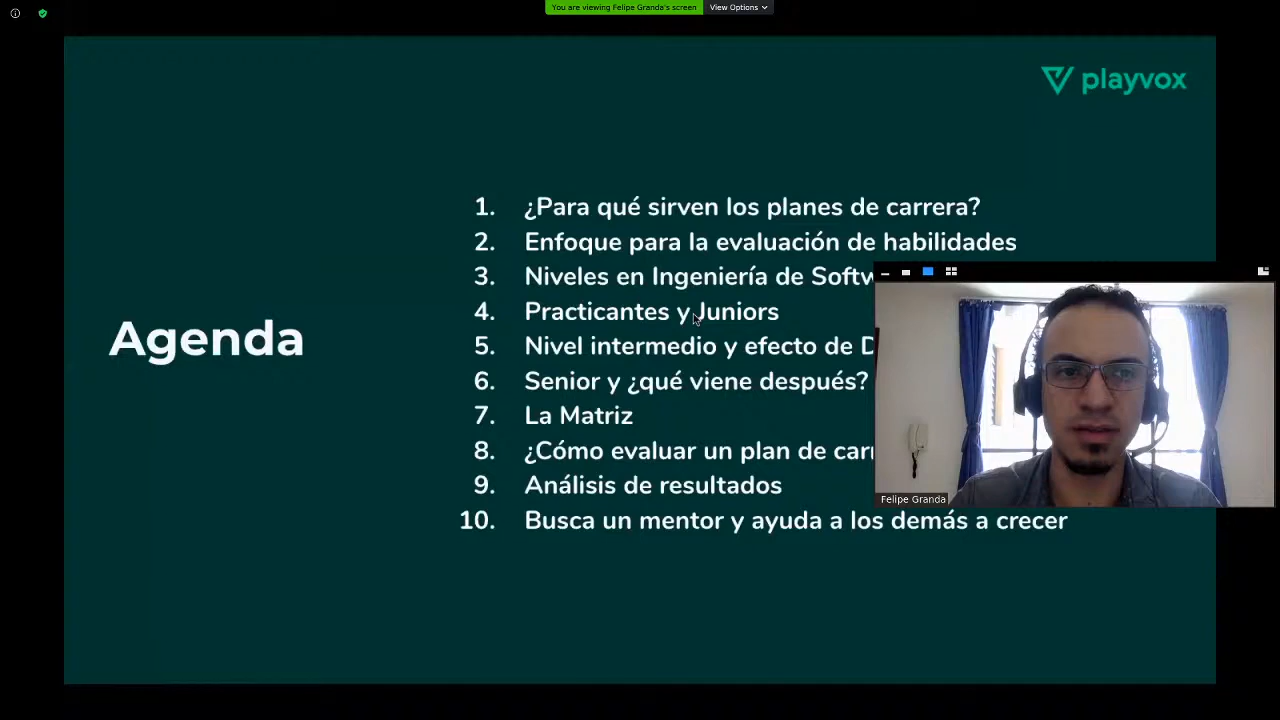 You are viewing Felipe Granda's screen
View Options
playvox
Agenda
1. ¿Para qué sirven los planes de carrera?
2. Enfoque para la evaluación de habilidades
3. Niveles en Ingeniería de
4. Practicantes y Juniors
5. Nivel intermedio y efecto de
6. Senior y ¿qué viene después?
7. La Matriz
8. ¿Cómo evaluar un plan de
9. Análisis de resultados
10. Busca un mentor y ayuda a los demás a crecer
Felipe Granda